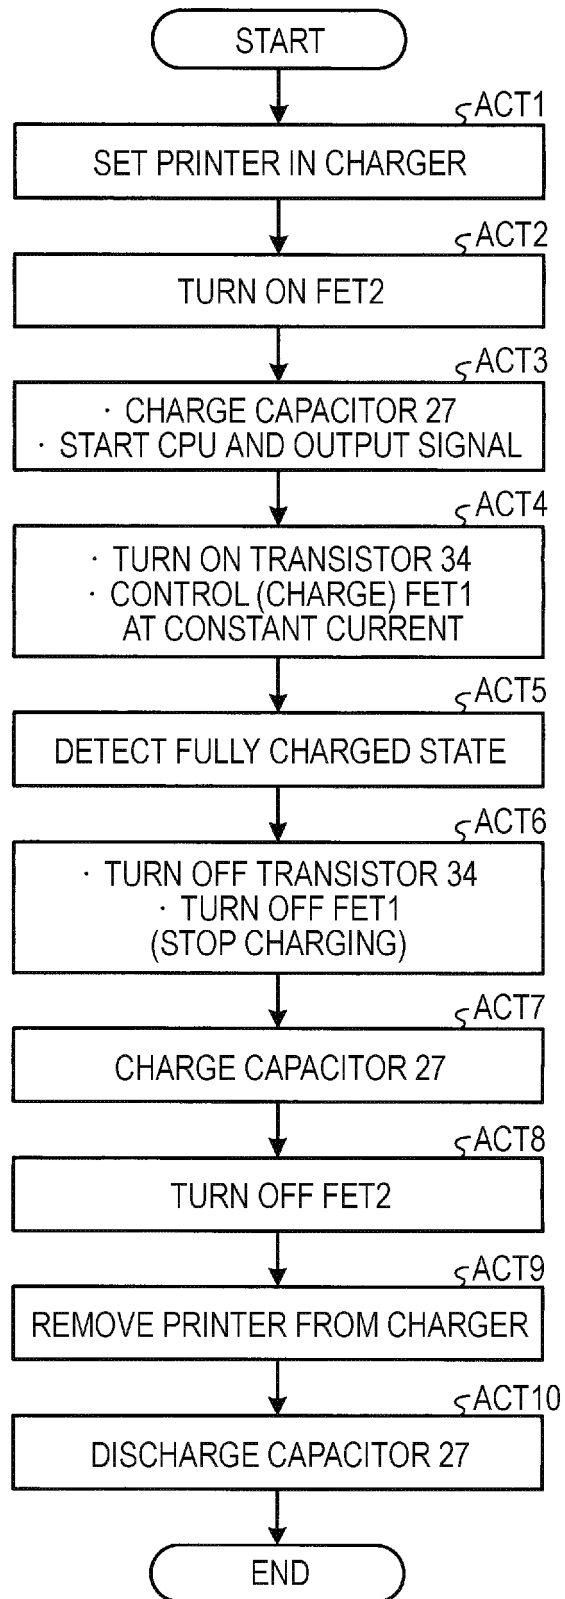 START
ACT1
SET PRINTER IN CHARGER
ACT2
TURN ON FET2
ACT3
· CHARGE CAPACITOR 27
· START CPU AND OUTPUT SIGNAL
ACT4
· TURN ON TRANSISTOR 34
· CONTROL (CHARGE) FET1
AT CONSTANT CURRENT
ACT5
DETECT FULLY CHARGED STATE
ACT6
· TURN OFF TRANSISTOR 34
· TURN OFF FET1
(STOP CHARGING)
ACT7
CHARGE CAPACITOR 27
ACT8
TURN OFF FET2
ACT9
REMOVE PRINTER FROM CHARGER
ACT10
DISCHARGE CAPACITOR 27
END